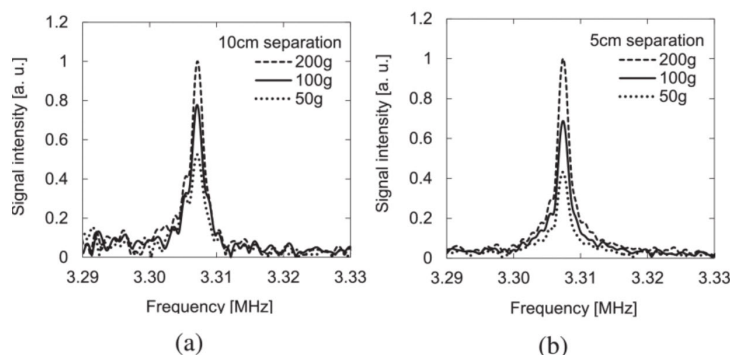 1.2
1
0.8
0.6
0.4
0.2
0
Signal intensity [a. u.]
10cm separation
200g
100g
50g
3.29 3.30 3.31 3.32 3.33
Frequency [MHz]
(a)
1.2
1
0.8
0.6
0.4
0.2
0
Signal intensity [a. u.]
5cm separation
200g
100g
50g
3.29 3.30 3.31 3.32 3.33
Frequency [MHz]
(b)